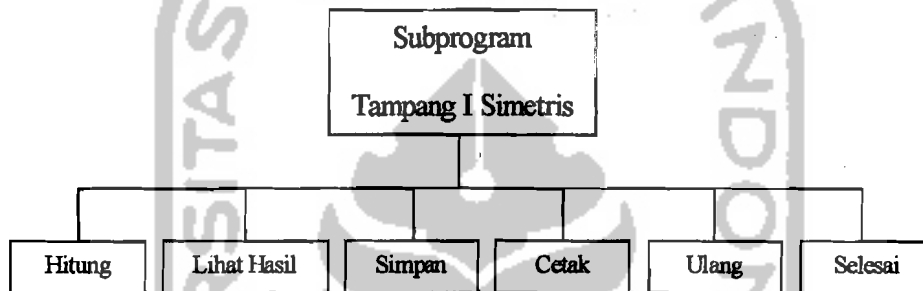 Subprogram
Tampang I Simetris
Hitung
Lihat Hasil
Simpan
Cetak
Ulang
Selesai